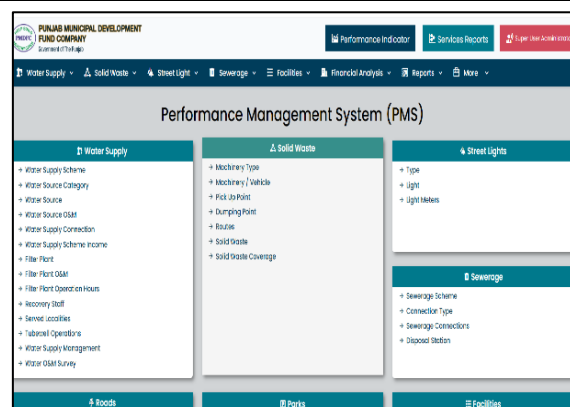 PUNJAB MUNICIPAL DEVELOPMENT
FUND COMPANY
Government of The Punjab
PMDFC
Performance Indicator
Services Reports
Super User Administrator
Water Supply
Solid Waste
Street Light
Sewerage
Facilities
Financial Analysis
Reports
More
Performance Management System (PMS)
Water Supply
→ Water Supply Scheme
→ Water Source Category
→ Water Source
→ Water Source O&M
→ Water Supply Connection
→ Water Supply Scheme Income
→ Filter Plant
→ Filter Plant O&M
→ Filter Plant Operation Hours
→ Recovery Staff
→ Served Localities
→ Tubewell Operations
→ Water Supply Management
→ Water O&M Survey
Solid Waste
→ Machinery Type
→ Machinery / Vehicle
→ Pick Up Point
→ Dumping Point
→ Routes
→ Solid Waste
→ Solid Waste Coverage
Street Lights
→ Type
→ Light
→ Light Meters
Sewerage
→ Sewerage Scheme
→ Connection Type
→ Sewerage Connections
→ Disposal Station
Roads
Parks
Facilities